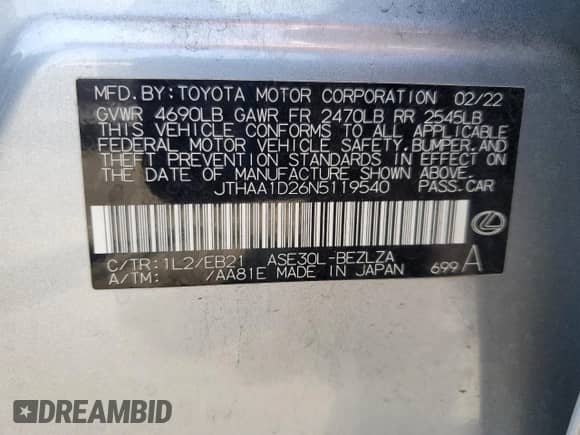 MFD. BY: TOYOTA MOTOR CORPORATION 02/22
GVWR 4690LB GAWR FR 2470LB RR 2545LB
THIS VEHICLE CONFORMS TO ALL APPLICABLE
FEDERAL MOTOR VEHICLE SAFETY, BUMPER, AND
THEFT PREVENTION STANDARDS IN EFFECT ON
THE DATE OF MANUFACTURE SHOWN ABOVE.
JTHAA1D26N5119540 PASS. CAR
C/TR: 1L2/EB21 ASE30L-BEZLZA
A/TM: /AA81E MADE IN JAPAN 699 A
DREAMBID